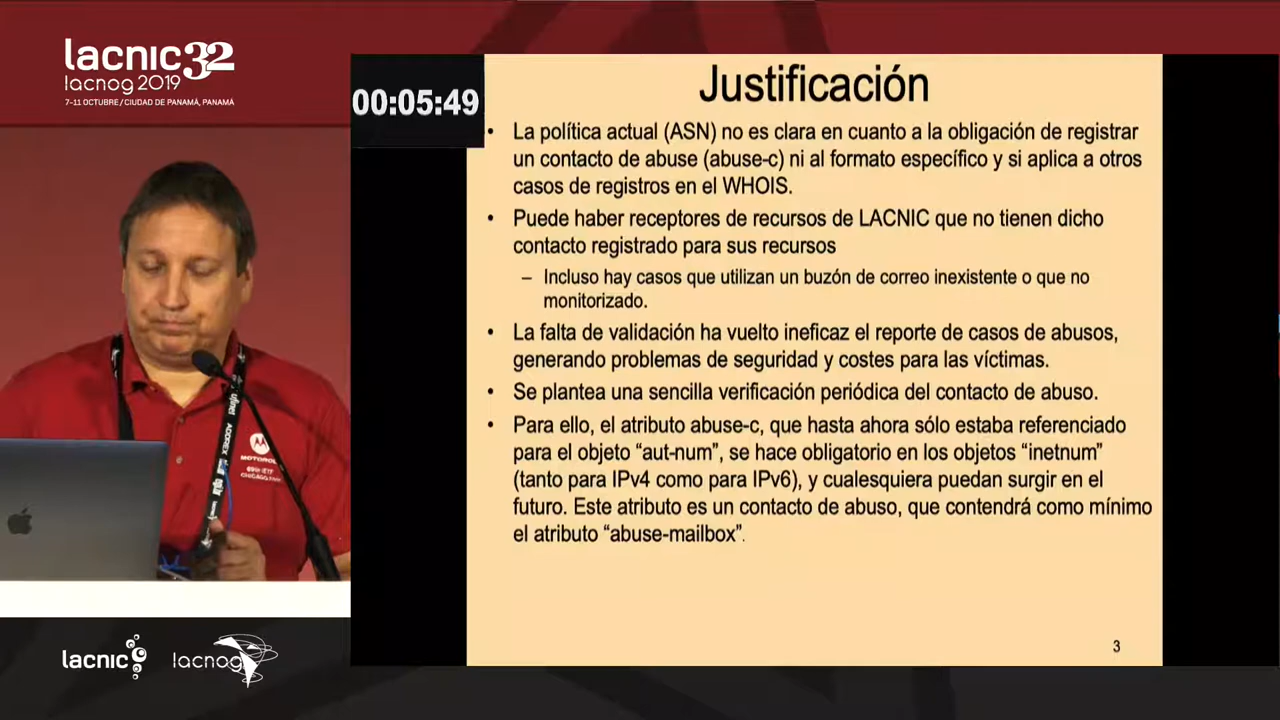 lacnic32
lacnog 2019
7-11 OCTUBRE / CIUDAD DE PANAMÁ, PANAMÁ
00:05:49
Justificación
• La política actual (ASN) no es clara en cuanto a la obligación de registrar
un contacto de abuse (abuse-c) ni al formato específico y si aplica a otros
casos de registros en el WHOIS.
• Puede haber receptores de recursos de LACNIC que no tienen dicho
contacto registrado para sus recursos
– Incluso hay casos que utilizan un buzón de correo inexistente o que no
monitorizado.
• La falta de validación ha vuelto ineficaz el reporte de casos de abusos,
generando problemas de seguridad y costes para las víctimas.
• Se plantea una sencilla verificación periódica del contacto de abuso.
• Para ello, el atributo abuse-c, que hasta ahora sólo estaba referenciado
para el objeto “aut-num”, se hace obligatorio en los objetos “inetnum”
(tanto para IPv4 como para IPv6), y cualesquiera puedan surgir en el
futuro. Este atributo es un contacto de abuso, que contendrá como mínimo
el atributo “abuse-mailbox”.
3
MOTOROLA
lacnic
lacnog